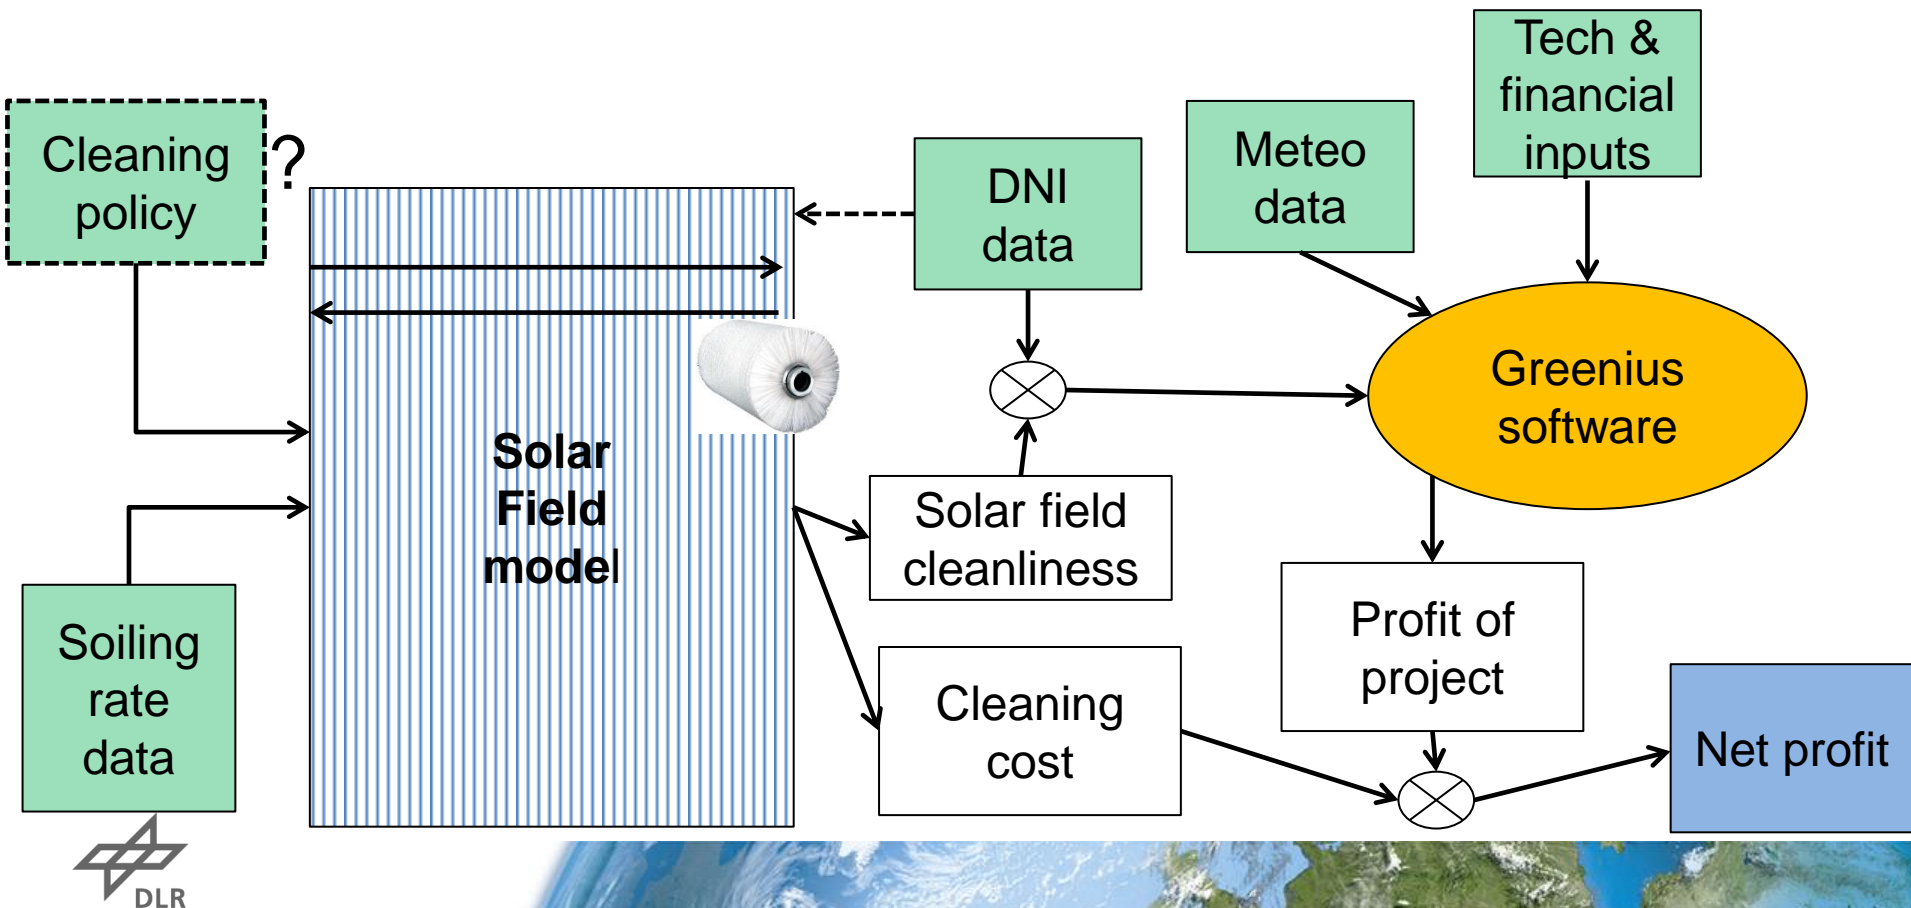 Tech &
financial
inputs
Cleaning
policy
?
Meteo
data
DNI
data
Greenius
software
Solar
Field
model
Solar field
cleanliness
Soiling
rate
data
Profit of
project
Cleaning
cost
Net profit
DLR